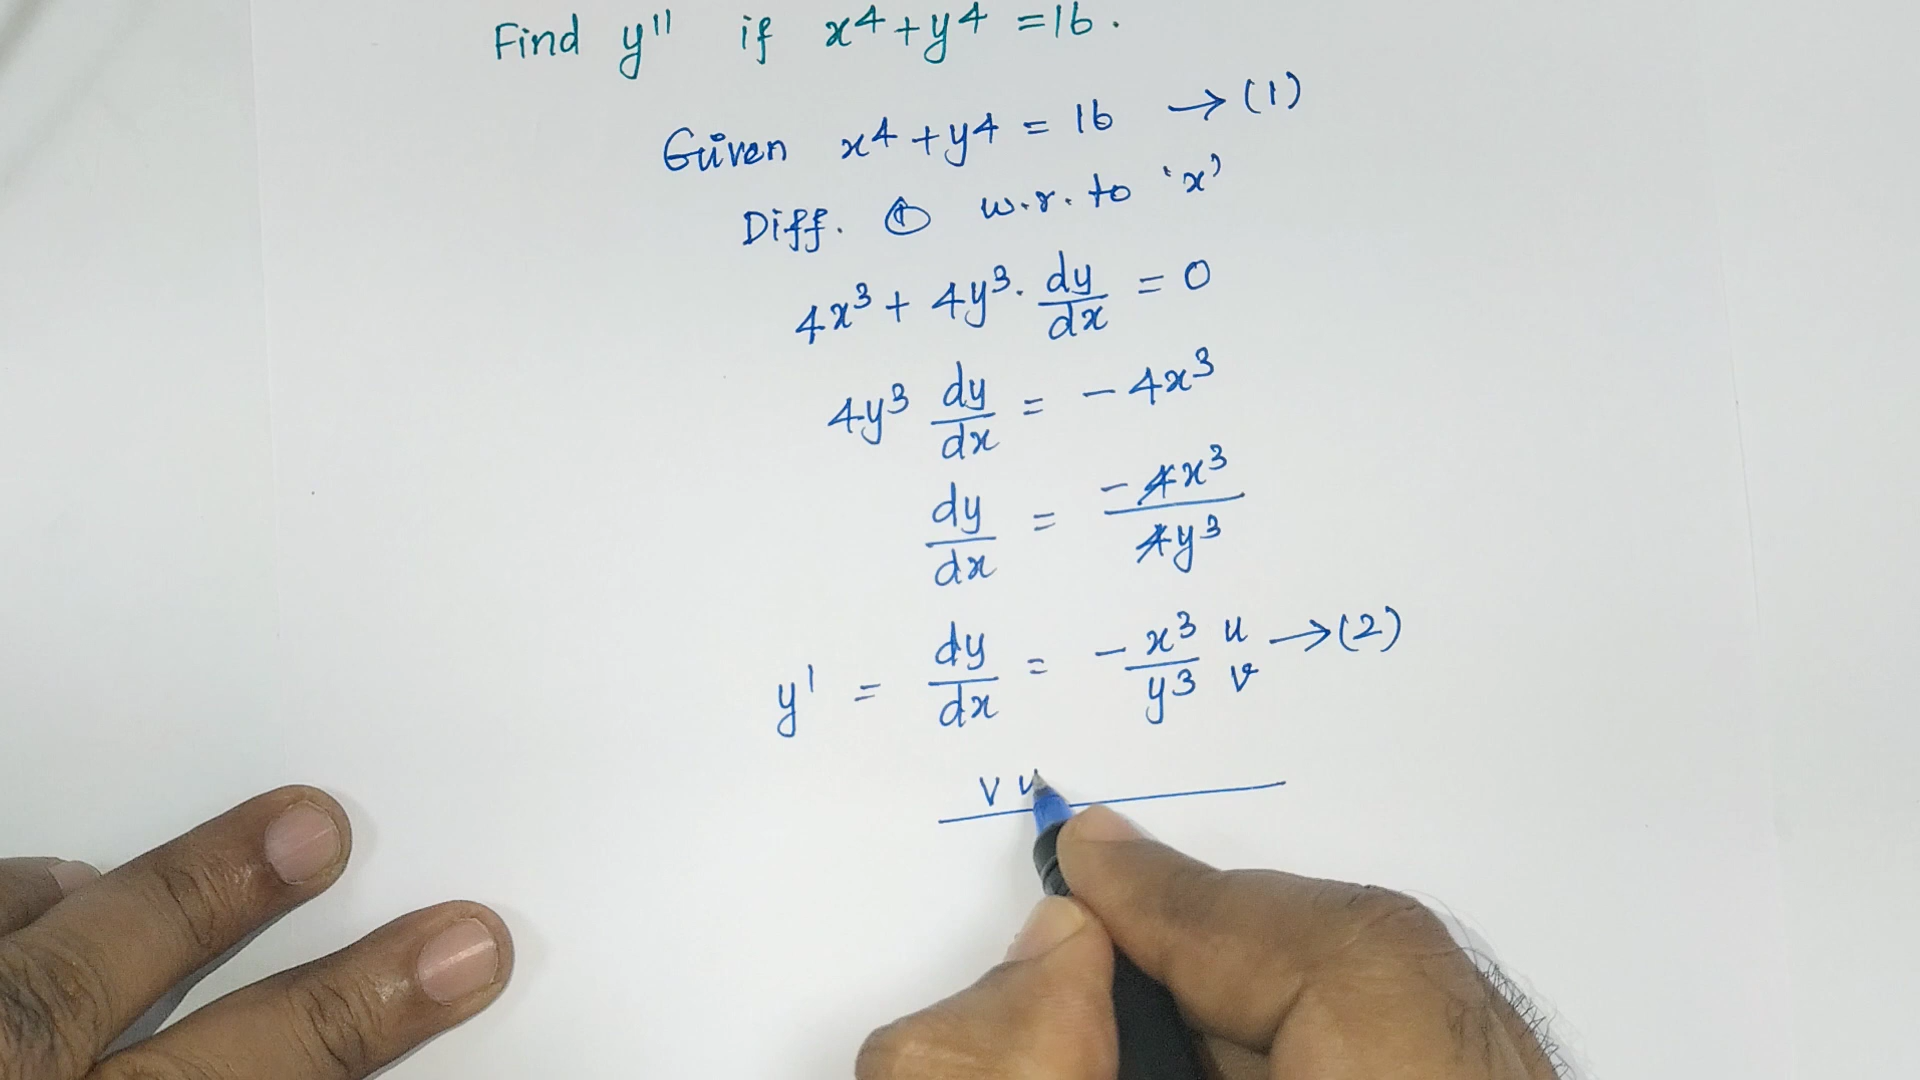 Find y'' if x⁴+y⁴ =16.
Given x⁴+y⁴ = 16 → (1)
Diff. ① w.r. to 'x'
4x³ + 4y³. dy/dx = 0
4y³ dy/dx = - 4x³
dy/dx = -4x³/4y³
y' = dy/dx = - x³/y³ u/v → (2)
v u